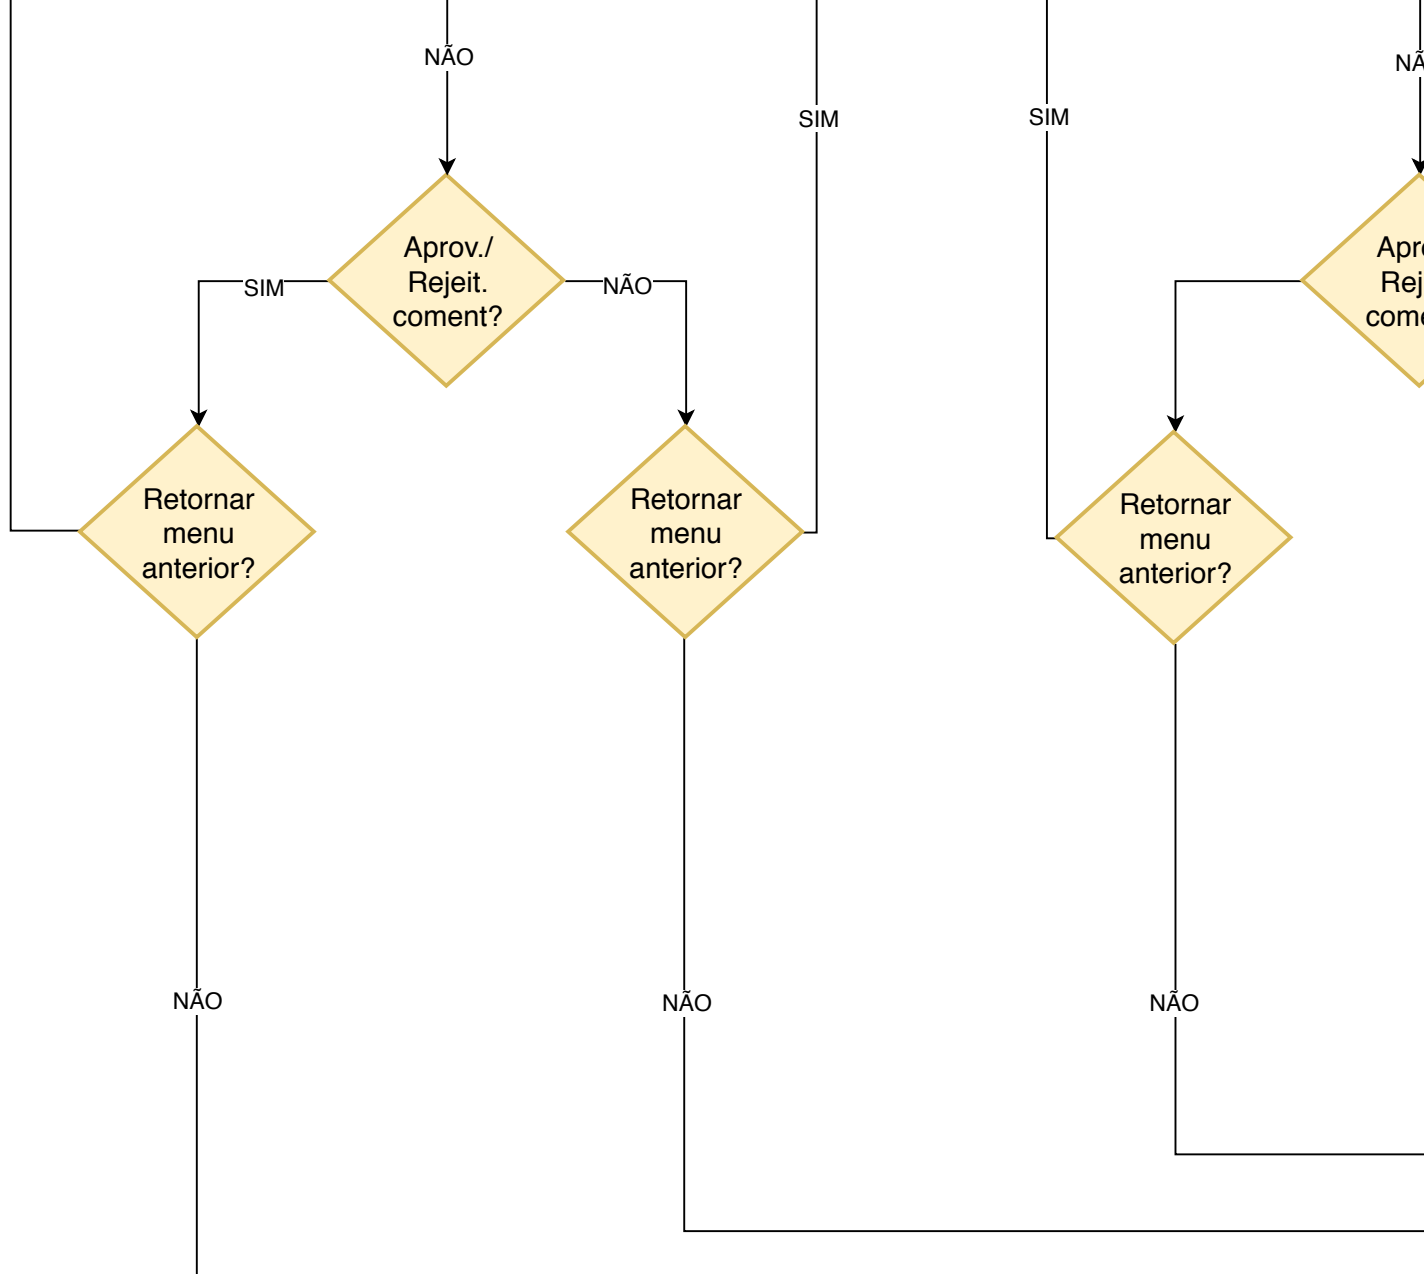 NÃO
SIM
SIM
Aprov./
Rejeit.
coment?
SIM
NÃO
Retornar
menu
anterior?
Retornar
menu
anterior?
Retornar
menu
anterior?
NÃO
NÃO
NÃO